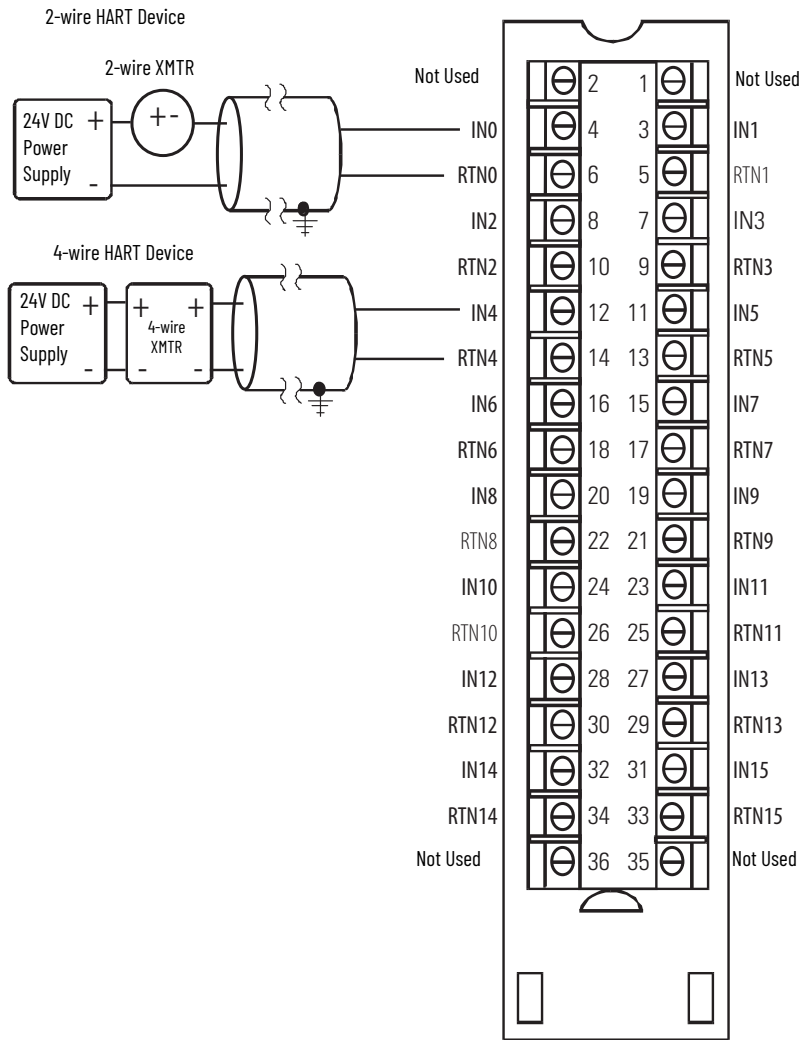 2-wire HART Device
2-wire XMTR
24V DC +
Power
Supply -
+-
4-wire HART Device
24V DC +
Power
Supply -
+ +
4-wire
XMTR
- -
Not Used 2 1 Not Used
IN0 4 3 IN1
RTN0 6 5 RTN1
IN2 8 7 IN3
RTN2 10 9 RTN3
IN4 12 11 IN5
RTN4 14 13 RTN5
IN6 16 15 IN7
RTN6 18 17 RTN7
IN8 20 19 IN9
RTN8 22 21 RTN9
IN10 24 23 IN11
RTN10 26 25 RTN11
IN12 28 27 IN13
RTN12 30 29 RTN13
IN14 32 31 IN15
RTN14 34 33 RTN15
Not Used 36 35 Not Used